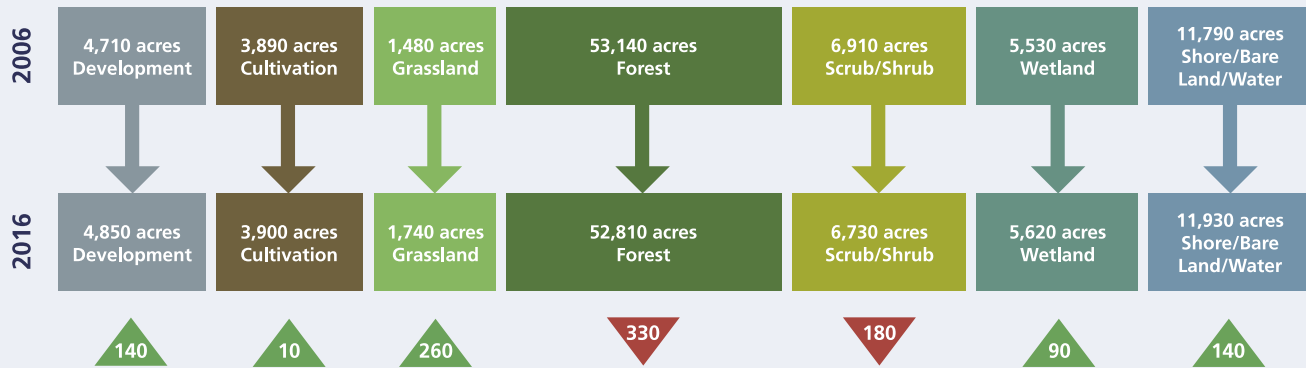 2006
4,710 acres
Development
3,890 acres
Cultivation
1,480 acres
Grassland
53,140 acres
Forest
6,910 acres
Scrub/Shrub
5,530 acres
Wetland
11,790 acres
Shore/Bare
Land/Water
2016
4,850 acres
Development
3,900 acres
Cultivation
1,740 acres
Grassland
52,810 acres
Forest
6,730 acres
Scrub/Shrub
5,620 acres
Wetland
11,930 acres
Shore/Bare
Land/Water
140
10
260
330
180
90
140